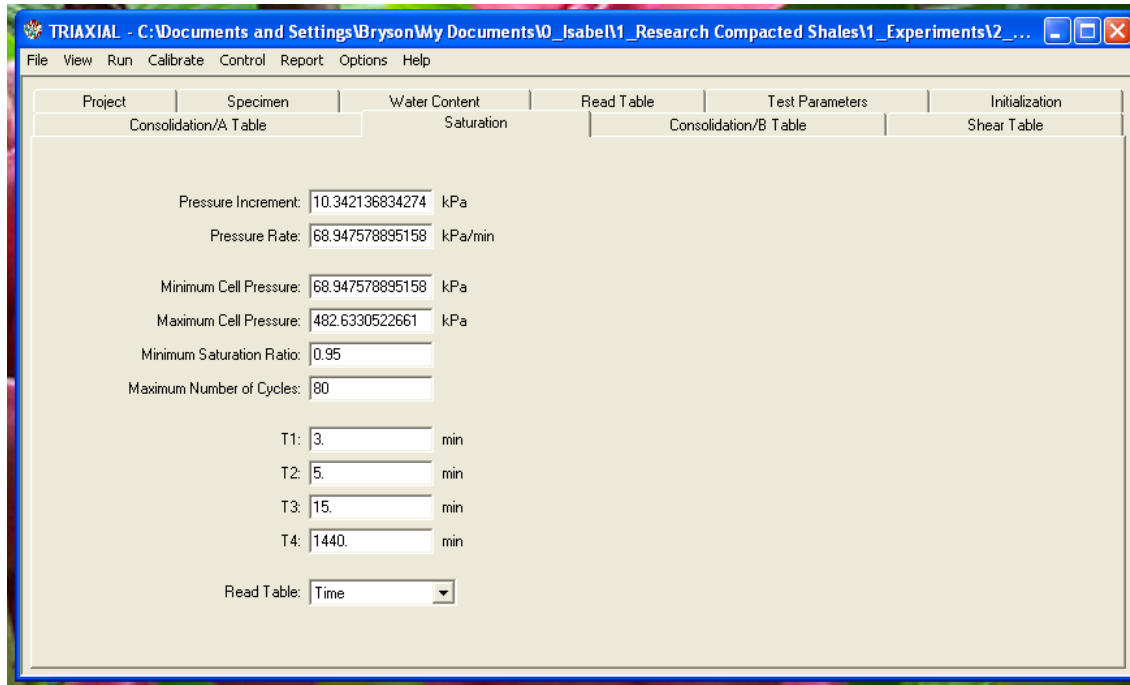 TRIAXIAL - C:\Documents and Settings\Bryson\My Documents\0_Isabel\1_Research Compacted Shales\1_Experiments\2_...
File View Run Calibrate Control Report Options Help
Project Specimen Water Content Read Table Test Parameters Initialization
Consolidation/A Table Saturation Consolidation/B Table Shear Table
Pressure Increment: 10.342136834274 kPa
Pressure Rate: 68.947578895158 kPa/min
Minimum Cell Pressure: 68.947578895158 kPa
Maximum Cell Pressure: 482.6330522661 kPa
Minimum Saturation Ratio: 0.95
Maximum Number of Cycles: 80
T1: 3. min
T2: 5. min
T3: 15. min
T4: 1440. min
Read Table: Time